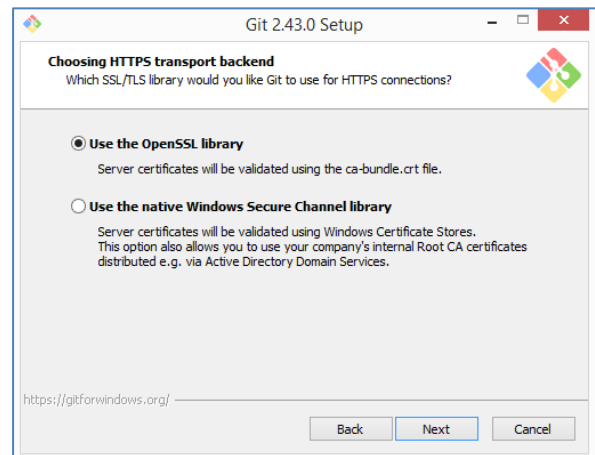 Git 2.43.0 Setup
Choosing HTTPS transport backend
Which SSL/TLS library would you like Git to use for HTTPS connections?
Use the OpenSSL library
Server certificates will be validated using the ca-bundle.crt file.
Use the native Windows Secure Channel library
Server certificates will be validated using Windows Certificate Stores.
This option also allows you to use your company's internal Root CA certificates
distributed e.g. via Active Directory Domain Services.
https://gitforwindows.org/
Back Next Cancel